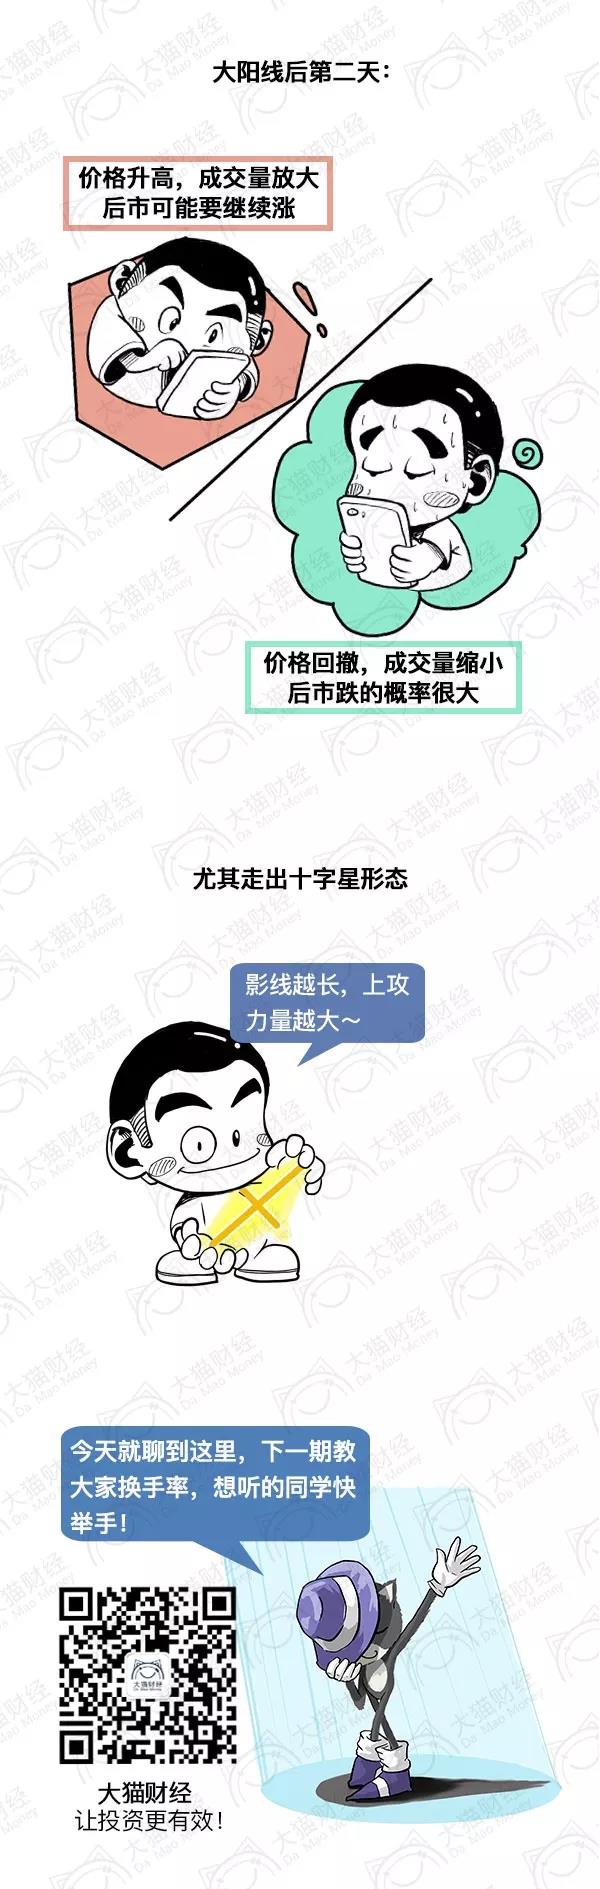 大阳线后第二天：
价格升高，成交量放大
后市可能要继续涨
价格回撤，成交量缩小
后市跌的概率很大
尤其走出十字星形态
影线越长，上攻
力量越大～
今天就聊到这里，下一期教
大家换手率，想听的同学快
举手！
大猫财经
Da Mao Money
大猫财经
让投资更有效！